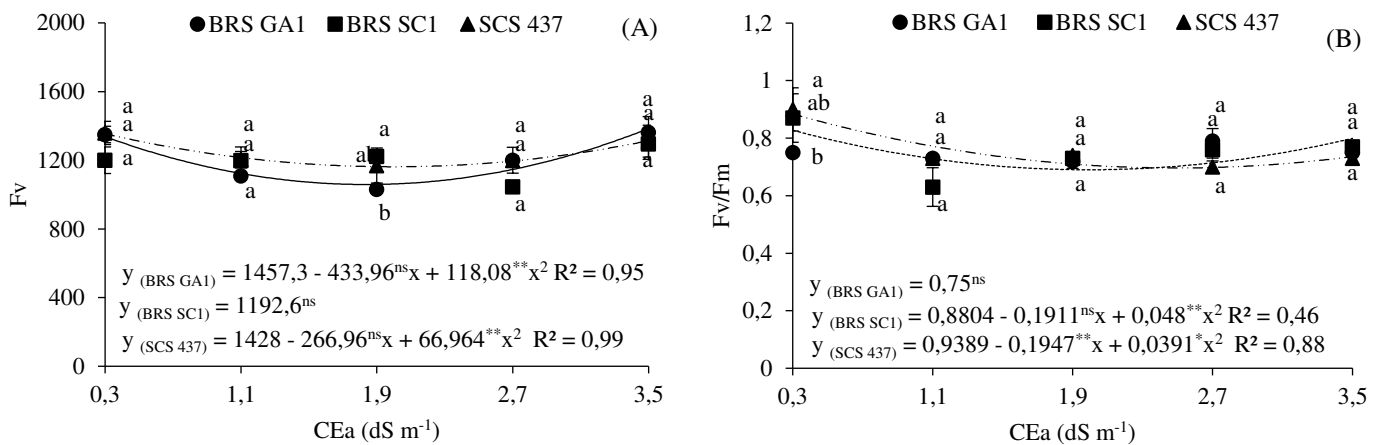 BRS GA1 BRS SC1 SCS 437 (A)
2000
1600
1200
800
400
0
Fv
a
a
a
a
a
a
a
ab
b
a
a
a
a
a
a
y (BRS GA1) = 1457,3 - 433,96ⁿˢx + 118,08**x² R² = 0,95
y (BRS SC1) = 1192,6ⁿˢ
y (SCS 437) = 1428 - 266,96ⁿˢx + 66,964**x² R² = 0,99
0,3 1,1 1,9 2,7 3,5
CEa (dS m⁻¹)
BRS GA1 BRS SC1 SCS 437 (B)
1,2
1
0,8
0,6
0,4
0,2
0
Fv/Fm
a
ab
b
a
a
a
a
a
a
a
a
a
a
a
a
y (BRS GA1) = 0,75ⁿˢ
y (BRS SC1) = 0,8804 - 0,1911ⁿˢx + 0,048**x² R² = 0,46
y (SCS 437) = 0,9389 - 0,1947**x + 0,0391*x² R² = 0,88
0,3 1,1 1,9 2,7 3,5
CEa (dS m⁻¹)